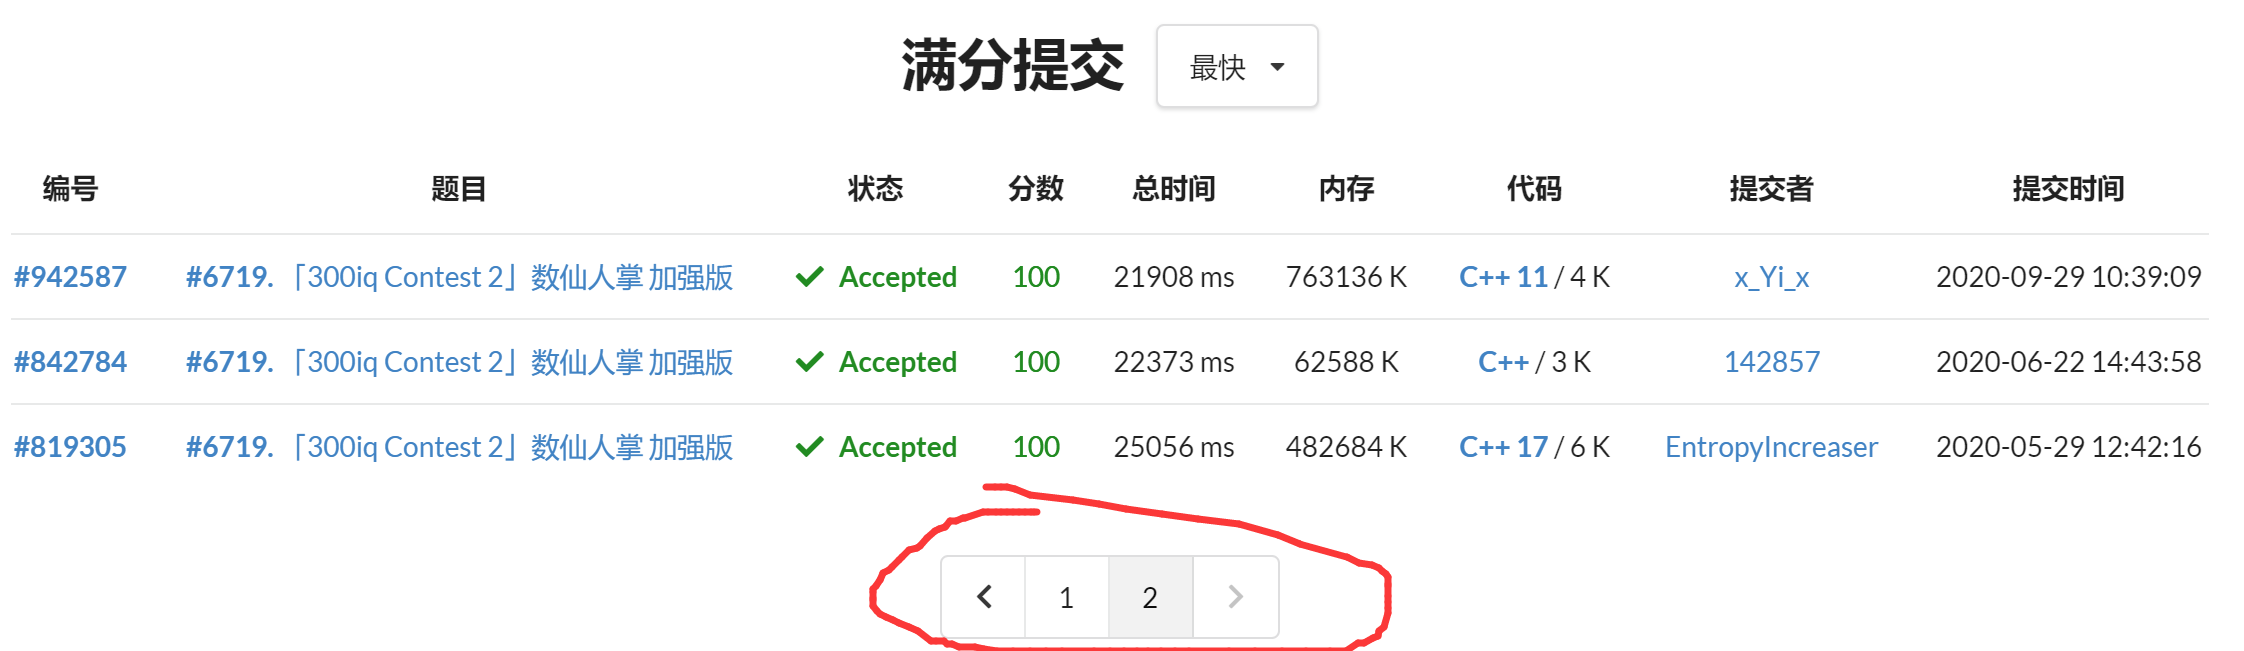 满分提交 最快
编号 题目 状态 分数 总时间 内存 代码 提交者 提交时间
#942587 #6719. 「300iq Contest 2」数仙人掌 加强版 Accepted 100 21908 ms 763136 K C++ 11 / 4 K x_Yi_x 2020-09-29 10:39:09
#842784 #6719. 「300iq Contest 2」数仙人掌 加强版 Accepted 100 22373 ms 62588 K C++ / 3 K 142857 2020-06-22 14:43:58
#819305 #6719. 「300iq Contest 2」数仙人掌 加强版 Accepted 100 25056 ms 482684 K C++ 17 / 6 K EntropyIncreaser 2020-05-29 12:42:16
1 2